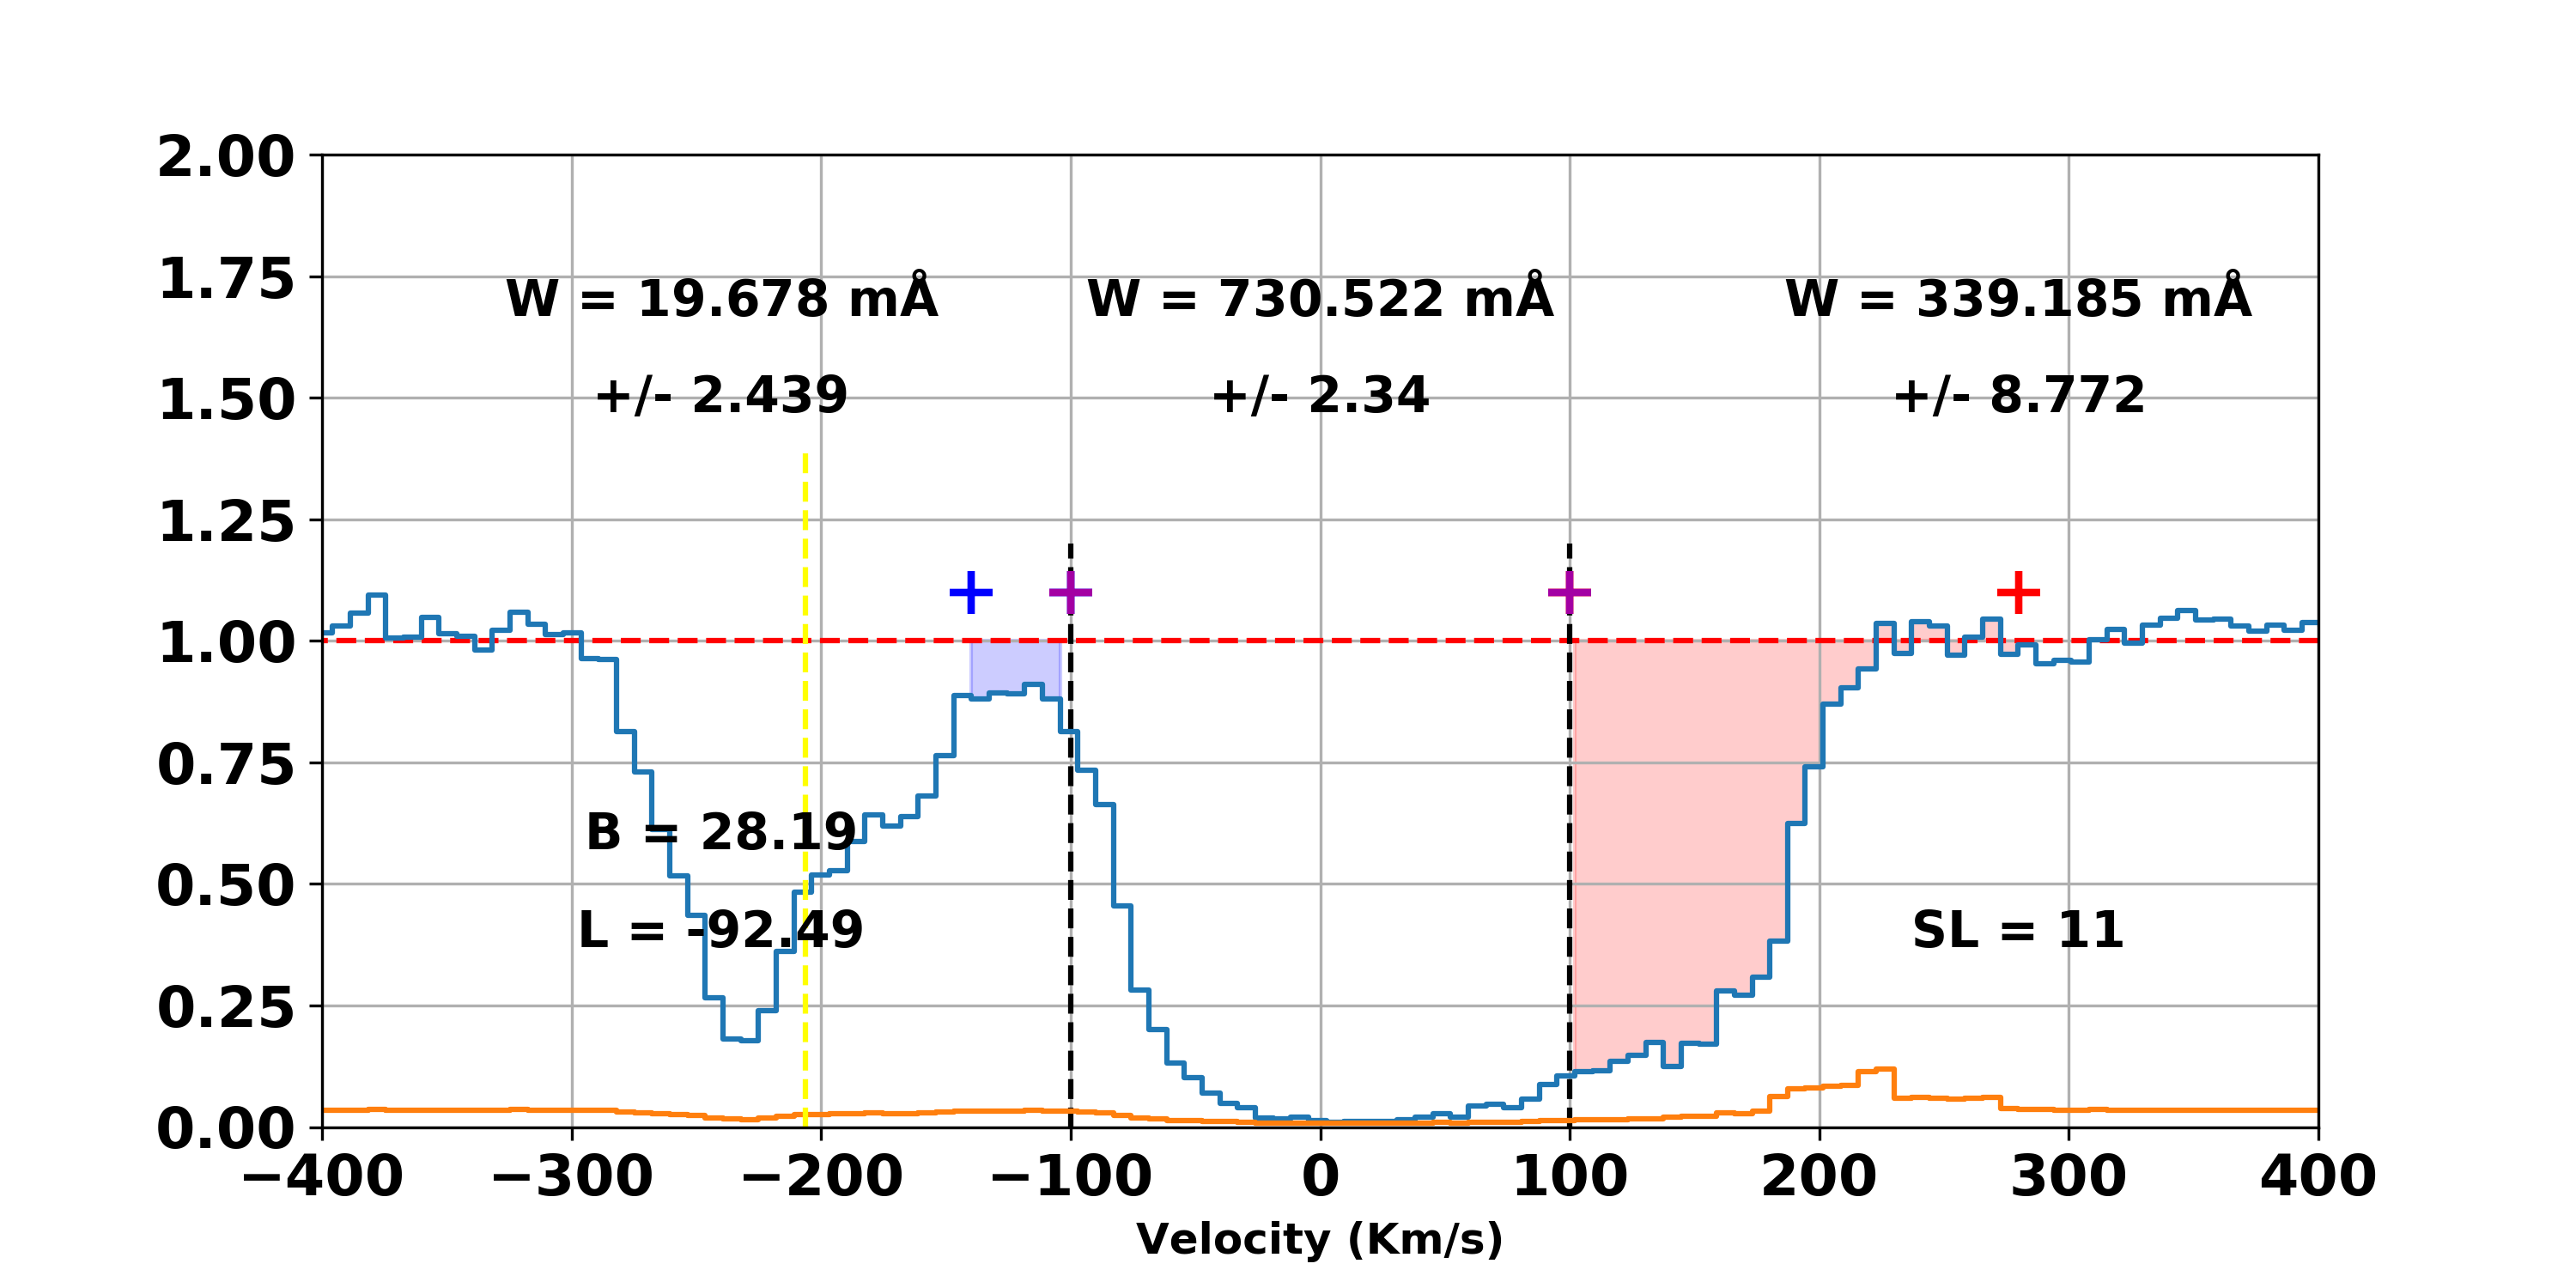 2.00
1.75
W = 19.678 mÅ W = 730.522 mÅ W = 339.185 mÅ
1.50
+/- 2.439 +/- 2.34 +/- 8.772
1.25
1.00
0.75
B = 28.19
0.50
L = -92.49 SL = 11
0.25
0.00
−400 −300 −200 −100 0 100 200 300 400
Velocity (Km/s)